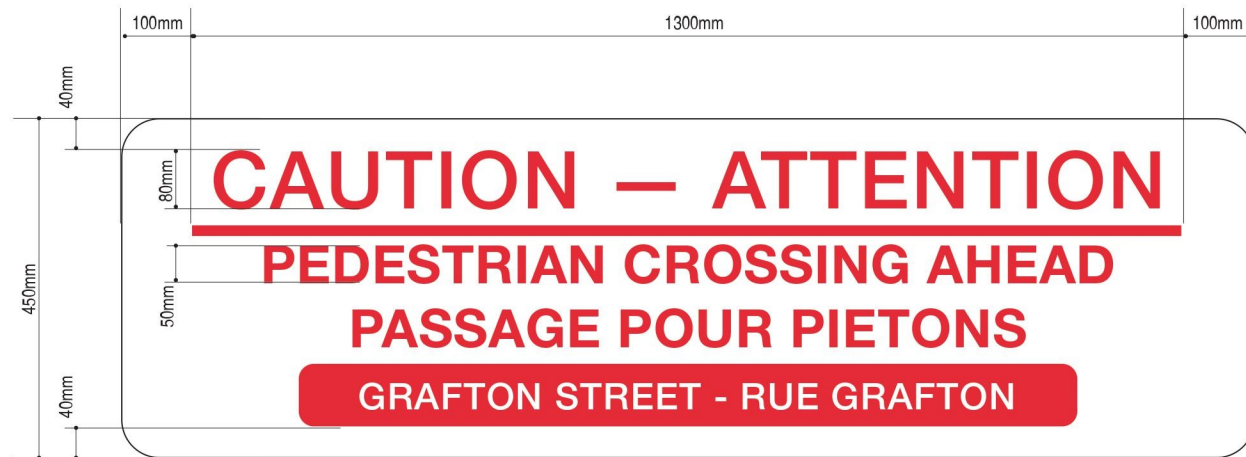 100mm 1300mm 100mm
40mm
CAUTION — ATTENTION
80mm
PEDESTRIAN CROSSING AHEAD
450mm
50mm
PASSAGE POUR PIETONS
GRAFTON STREET - RUE GRAFTON
40mm